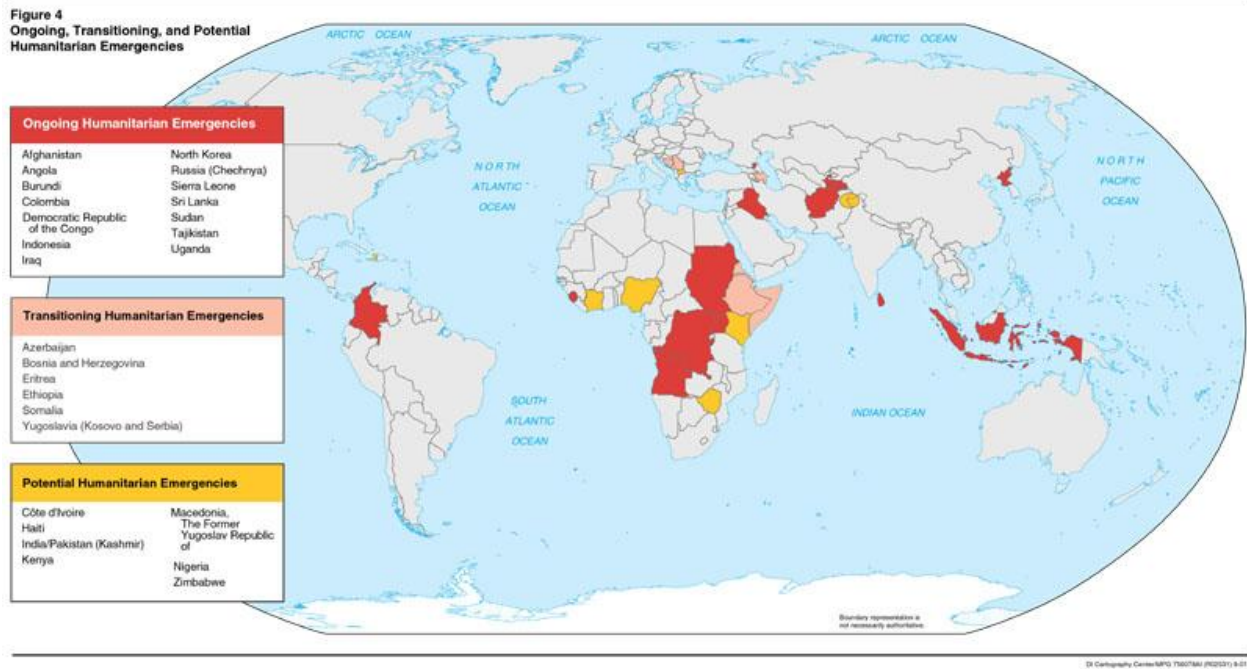 Figure 4
Ongoing, Transitioning, and Potential
Humanitarian Emergencies
ARCTIC OCEAN
ARCTIC OCEAN
Ongoing Humanitarian Emergencies
Afghanistan
Angola
Burundi
Colombia
Democratic Republic
of the Congo
Indonesia
Iraq
North Korea
Russia (Chechnya)
Sierra Leone
Sri Lanka
Sudan
Tajikistan
Uganda
NORTH
ATLANTIC
OCEAN
NORTH
PACIFIC
OCEAN
Transitioning Humanitarian Emergencies
Azerbaijan
Bosnia and Herzegovina
Eritrea
Ethiopia
Somalia
Yugoslavia (Kosovo and Serbia)
SOUTH
ATLANTIC
OCEAN
INDIAN OCEAN
Potential Humanitarian Emergencies
Côte d'Ivoire
Haiti
India/Pakistan (Kashmir)
Kenya
Macedonia,
The Former
Yugoslav Republic
of
Nigeria
Zimbabwe
Boundary representation is
not necessarily authoritative.
DI Cartography Center/MPG